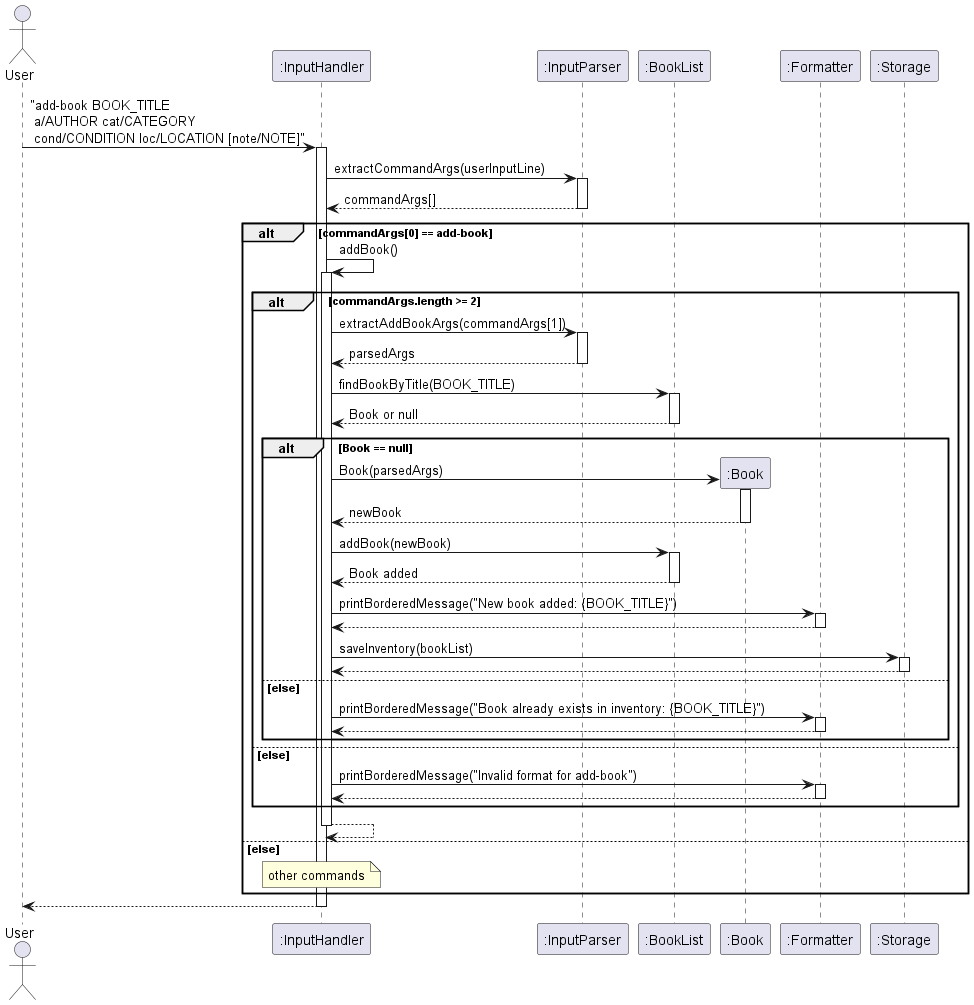 User
:InputHandler
:InputParser
:BookList
:Formatter
:Storage
"add-book BOOK_TITLE
a/AUTHOR cat/CATEGORY
cond/CONDITION loc/LOCATION [note/NOTE]"
extractCommandArgs(userInputLine)
commandArgs[]
alt
[commandArgs[0] == add-book]
addBook()
alt
[commandArgs.length >= 2]
extractAddBookArgs(commandArgs[1])
parsedArgs
findBookByTitle(BOOK_TITLE)
Book or null
alt
[Book == null]
Book(parsedArgs)
:Book
newBook
addBook(newBook)
Book added
printBorderedMessage("New book added: {BOOK_TITLE}")
saveInventory(bookList)
[else]
printBorderedMessage("Book already exists in inventory: {BOOK_TITLE}")
[else]
printBorderedMessage("Invalid format for add-book")
[else]
other commands
User
:InputHandler
:InputParser
:BookList
:Book
:Formatter
:Storage